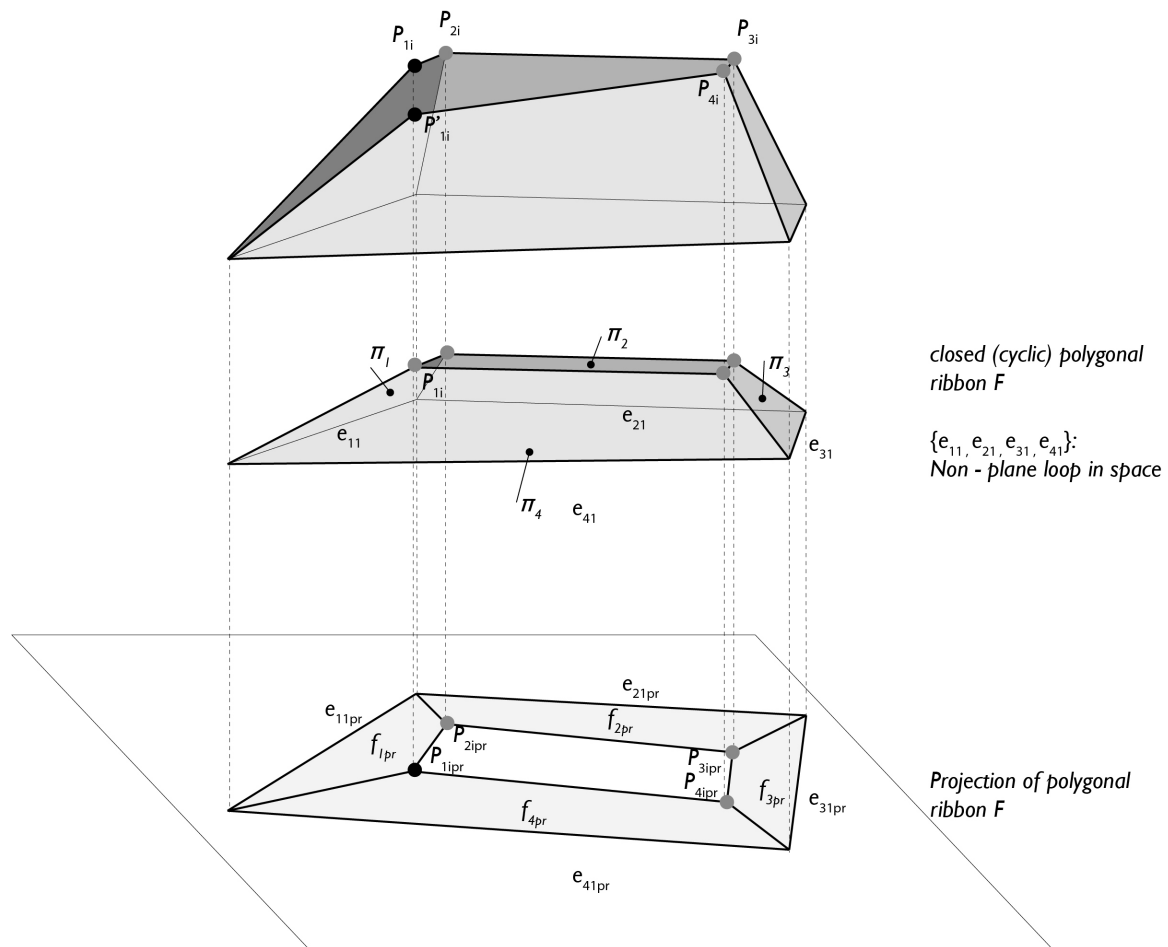 P1i
P2i
P3i
P4i
P'1i
π1
π2
π3
P1i
e11
e21
e31
π4
e41
closed (cyclic) polygonal
ribbon F
{e11, e21, e31, e41}:
Non - plane loop in space
e21pr
e11pr
f2pr
f1pr
P2ipr
P1ipr
P3ipr
P4ipr
f3pr
e31pr
f4pr
e41pr
Projection of polygonal
ribbon F